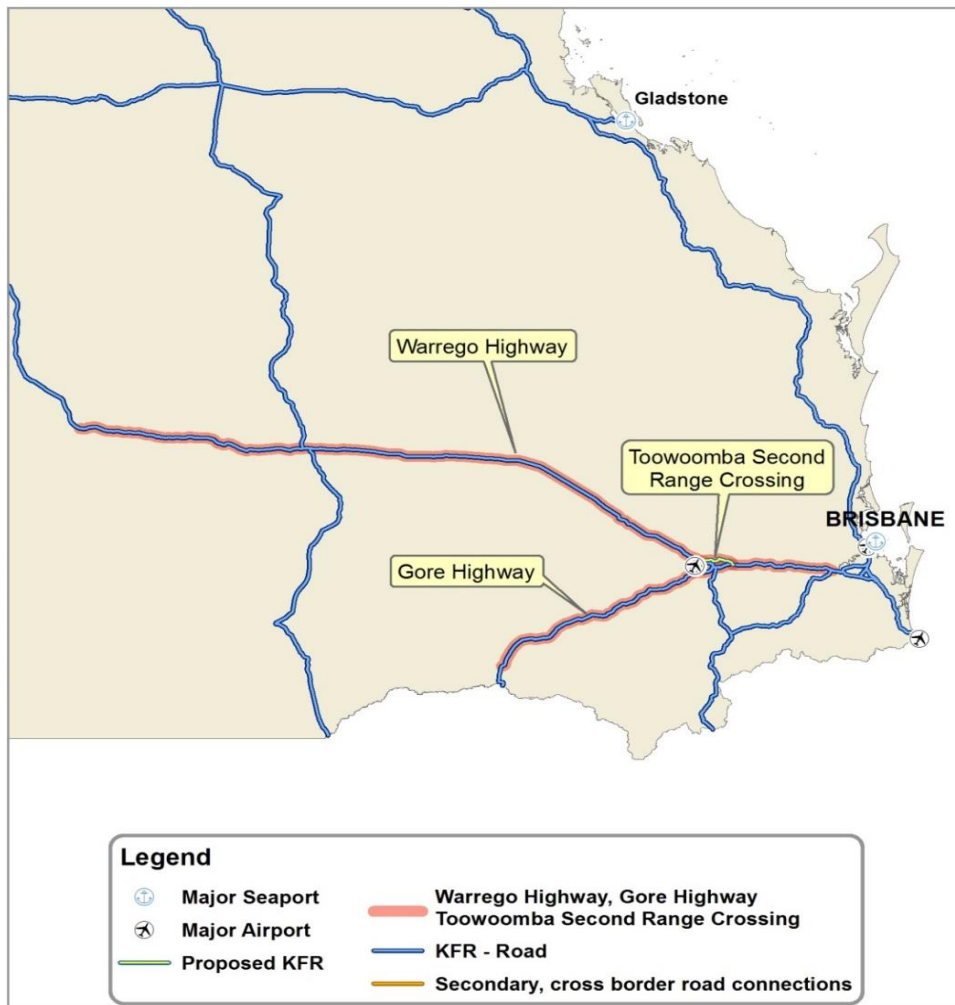 Gladstone
Warrego Highway
Toowoomba Second
Range Crossing
BRISBANE
Gore Highway
Legend
Major Seaport
Major Airport
Proposed KFR
Warrego Highway, Gore Highway
Toowoomba Second Range Crossing
KFR - Road
Secondary, cross border road connections